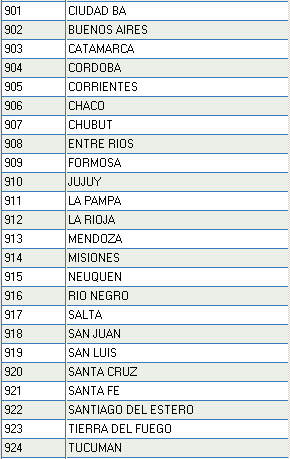 901 CIUDAD BA
902 BUENOS AIRES
903 CATAMARCA
904 CORDOBA
905 CORRIENTES
906 CHACO
907 CHUBUT
908 ENTRE RIOS
909 FORMOSA
910 JUJUY
911 LA PAMPA
912 LA RIOJA
913 MENDOZA
914 MISIONES
915 NEUQUEN
916 RIO NEGRO
917 SALTA
918 SAN JUAN
919 SAN LUIS
920 SANTA CRUZ
921 SANTA FE
922 SANTIAGO DEL ESTERO
923 TIERRA DEL FUEGO
924 TUCUMAN